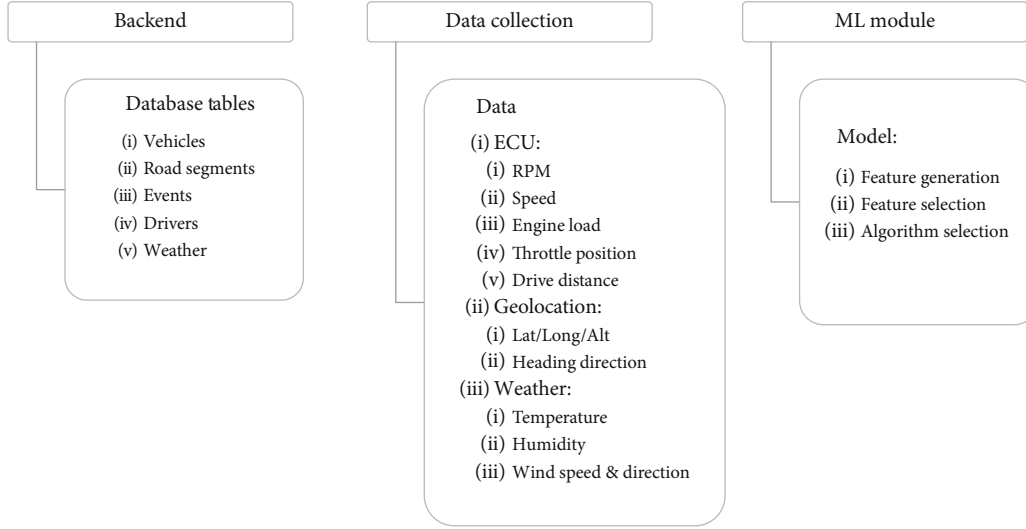 Backend
Database tables
(i) Vehicles
(ii) Road segments
(iii) Events
(iv) Drivers
(v) Weather
Data collection
Data
(i) ECU:
(i) RPM
(ii) Speed
(iii) Engine load
(iv) Throttle position
(v) Drive distance
(ii) Geolocation:
(i) Lat/Long/Alt
(ii) Heading direction
(iii) Weather:
(i) Temperature
(ii) Humidity
(iii) Wind speed & direction
ML module
Model:
(i) Feature generation
(ii) Feature selection
(iii) Algorithm selection